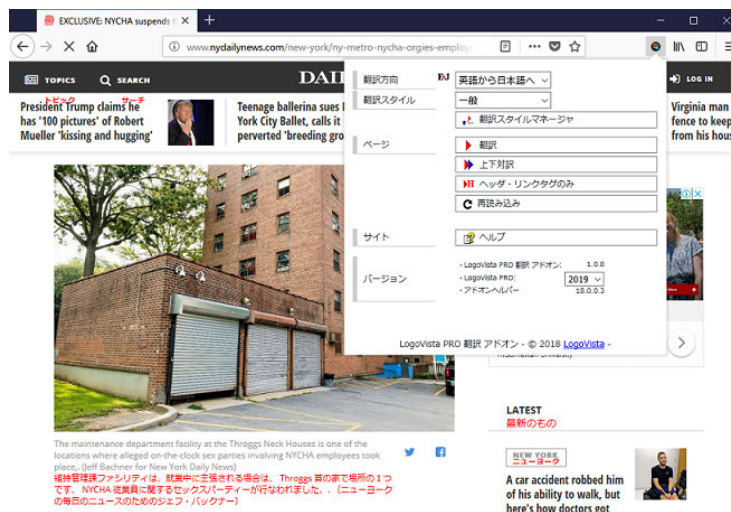 EXCLUSIVE: NYCHA suspends t
www.nydailynews.com/new-york/ny-metro-nycha-orgies-employ
TOPICS
SEARCH
DAI
LOG IN
トピック
サーチ
President Trump claims he
has '100 pictures' of Robert
Mueller 'kissing and hugging'
Teenage ballerina sues
York City Ballet, calls it
perverted 'breeding gro
Virginia man
fence to keep
from his hous
翻訳方向
英語から日本語へ
翻訳スタイル
一般
翻訳スタイルマネージャ
ページ
翻訳
上下対訳
ヘッダ・リンクタグのみ
再読み込み
サイト
ヘルプ
バージョン
- LogoVista PRO 翻訳 アドオン: 1.0.8
- LogoVista PRO: 2019
- アドオンヘルパー 18.0.0.3
LogoVista PRO 翻訳 アドオン - © 2018 LogoVista -
The maintenance department facility at the Throggs Neck Houses is one of the
locations where alleged on-the-clock sex parties involving NYCHA employees took
place,. (Jeff Bachner for New York Daily News)
維持管理課ファシリティは、就業中に主張される場合は、 Throggs 首の家で場所の１つ
です、 NYCHA 従業員に関するセックスパーティーが行なわれました、．（ニューヨーク
の毎日のニュースのためのジェフ・バックナー）
LATEST
最新のもの
NEW YORK
ニューヨーク
A car accident robbed him
of his ability to walk, but
here's how doctors got